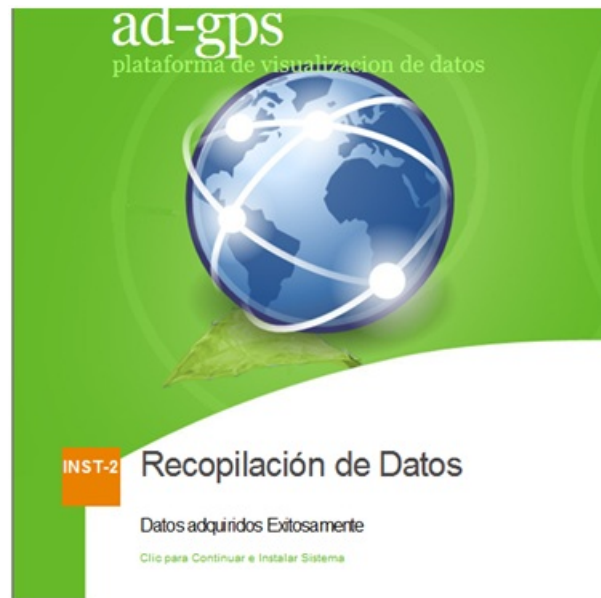 ad-gps
plataforma de visualizacion de datos
INST-2
Recopilación de Datos
Datos adquiridos Exitosamente
Clic para Continuar e Instalar Sistema